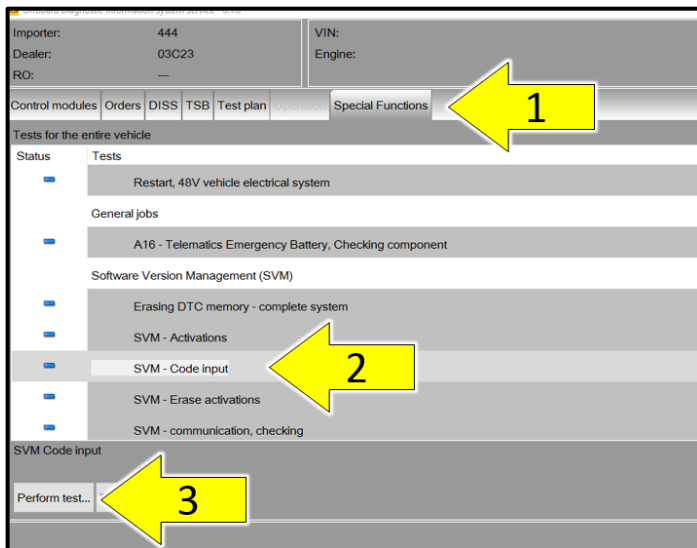 Importer: 444 VIN:
Dealer: 03C23 Engine:
RO: ---
Control modules Orders DISS TSB Test plan Operation Special Functions
1
Tests for the entire vehicle
Status Tests
Restart, 48V vehicle electrical system
General jobs
A16 - Telematics Emergency Battery, Checking component
Software Version Management (SVM)
Erasing DTC memory - complete system
SVM - Activations
SVM - Code input
2
SVM - Erase activations
SVM - communication, checking
SVM Code input
Perform test...
3